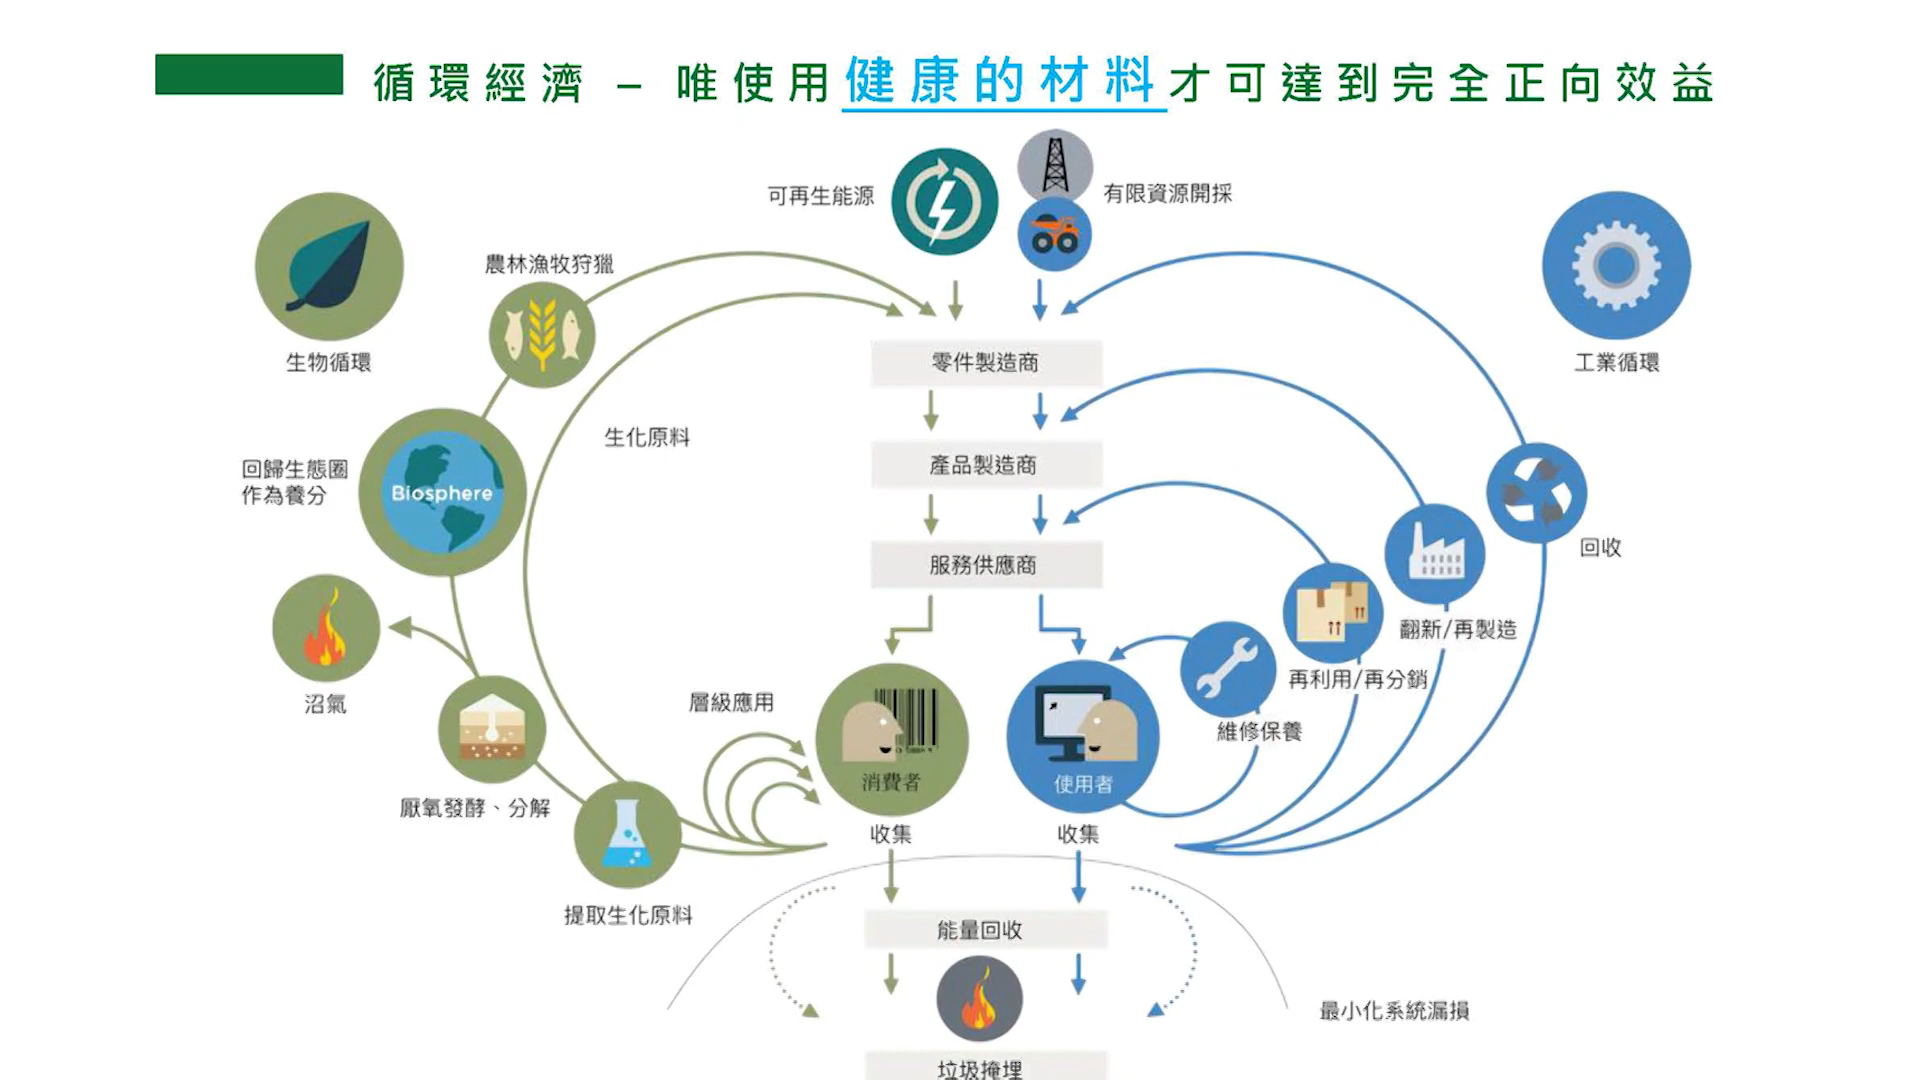 循環經濟 – 唯使用健康的材料才可達到完全正向效益
可再生能源
有限資源開採
農林漁牧狩獵
生物循環
工業循環
零件製造商
生化原料
產品製造商
回歸生態圈
作為養分
Biosphere
回收
服務供應商
翻新/再製造
再利用/再分銷
沼氣
層級應用
維修保養
消費者
使用者
厭氧發酵、分解
收集
收集
提取生化原料
能量回收
最小化系統漏損
垃圾掩埋